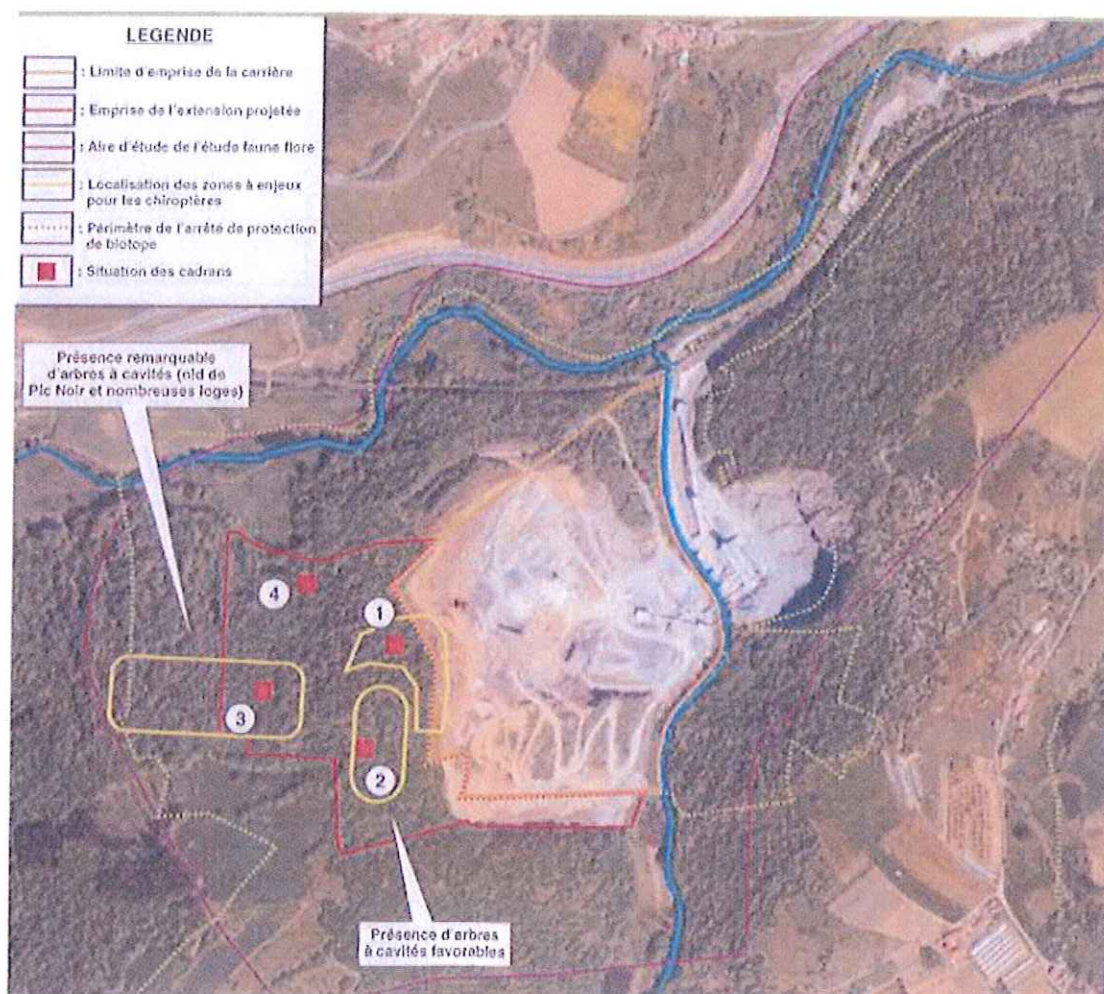 LEGENDE
: Limite d'emprise de la carrière
: Emprise de l'extension projetée
: Aire d'étude de l'étude faune flore
: Localisation des zones à enjeux
pour les chiroptères
: Périmètre de l'arrêté de protection
de biotope
: Situation des cadrans
Présence remarquable
d'arbres à cavités (nid de
Pic Noir et nombreuses loges)
4
1
3
2
Présence d'arbres
à cavités favorables